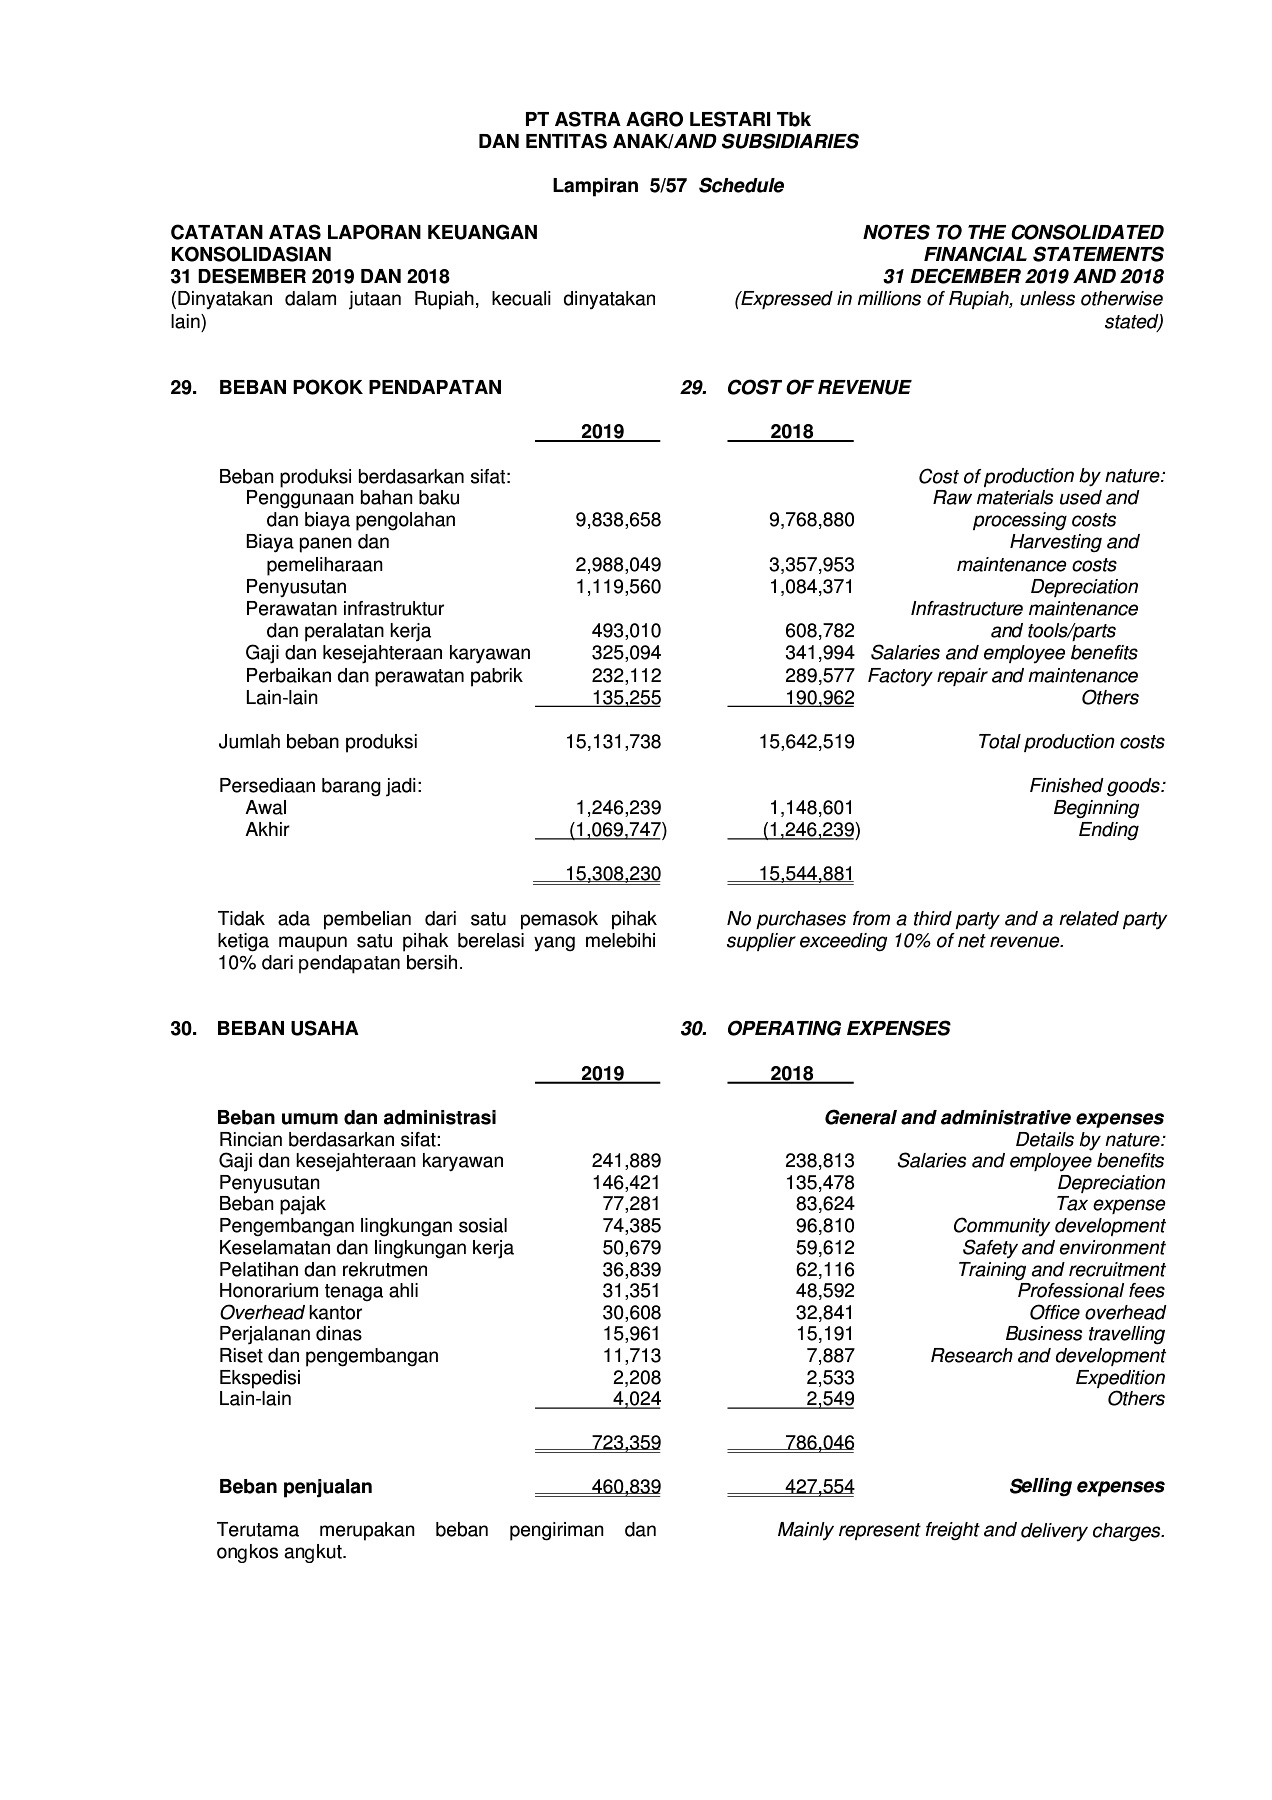 PT ASTRA AGRO LESTARI Tbk
DAN ENTITAS ANAK/AND SUBSIDIARIES
Lampiran 5/57 Schedule
CATATAN ATAS LAPORAN KEUANGAN NOTES TO THE CONSOLIDATED
KONSOLIDASIAN FINANCIAL STATEMENTS
31 DESEMBER 2019 DAN 2018 31 DECEMBER 2019 AND 2018
(Dinyatakan dalam jutaan Rupiah, kecuali dinyatakan (Expressed in millions of Rupiah, unless otherwise
lain) stated)
29. BEBAN POKOK PENDAPATAN 29. COST OF REVENUE
2019 2018
Beban produksi berdasarkan sifat: Cost of production by nature:
Penggunaan bahan baku Raw materials used and
dan biaya pengolahan 9,838,658 9,768,880 processing costs
Biaya panen dan Harvesting and
pemeliharaan 2,988,049 3,357,953 maintenance costs
Penyusutan 1,119,560 1,084,371 Depreciation
Perawatan infrastruktur Infrastructure maintenance
dan peralatan kerja 493,010 608,782 and tools/parts
Gaji dan kesejahteraan karyawan 325,094 341,994 Salaries and employee benefits
Perbaikan dan perawatan pabrik 232,112 289,577 Factory repair and maintenance
Lain-lain 135,255 190,962 Others
Jumlah beban produksi 15,131,738 15,642,519 Total production costs
Persediaan barang jadi: Finished goods:
Awal 1,246,239 1,148,601 Beginning
Akhir (1,069,747) (1,246,239) Ending
15,308,230 15,544,881
Tidak ada pembelian dari satu pemasok pihak No purchases from a third party and a related party
ketiga maupun satu pihak berelasi yang melebihi supplier exceeding 10% of net revenue.
10% dari pendapatan bersih.
30. BEBAN USAHA 30. OPERATING EXPENSES
2019 2018
Beban umum dan administrasi General and administrative expenses
Rincian berdasarkan sifat: Details by nature:
Gaji dan kesejahteraan karyawan 241,889 238,813 Salaries and employee benefits
Penyusutan 146,421 135,478 Depreciation
Beban pajak 77,281 83,624 Tax expense
Pengembangan lingkungan sosial 74,385 96,810 Community development
Keselamatan dan lingkungan kerja 50,679 59,612 Safety and environment
Pelatihan dan rekrutmen 36,839 62,116 Training and recruitment
Honorarium tenaga ahli 31,351 48,592 Professional fees
Overhead kantor 30,608 32,841 Office overhead
Perjalanan dinas 15,961 15,191 Business travelling
Riset dan pengembangan 11,713 7,887 Research and development
Ekspedisi 2,208 2,533 Expedition
Lain-lain 4,024 2,549 Others
723,359 786,046
Beban penjualan 460,839 427,554 Selling expenses
Terutama merupakan beban pengiriman dan Mainly represent freight and delivery charges.
ongkos angkut.